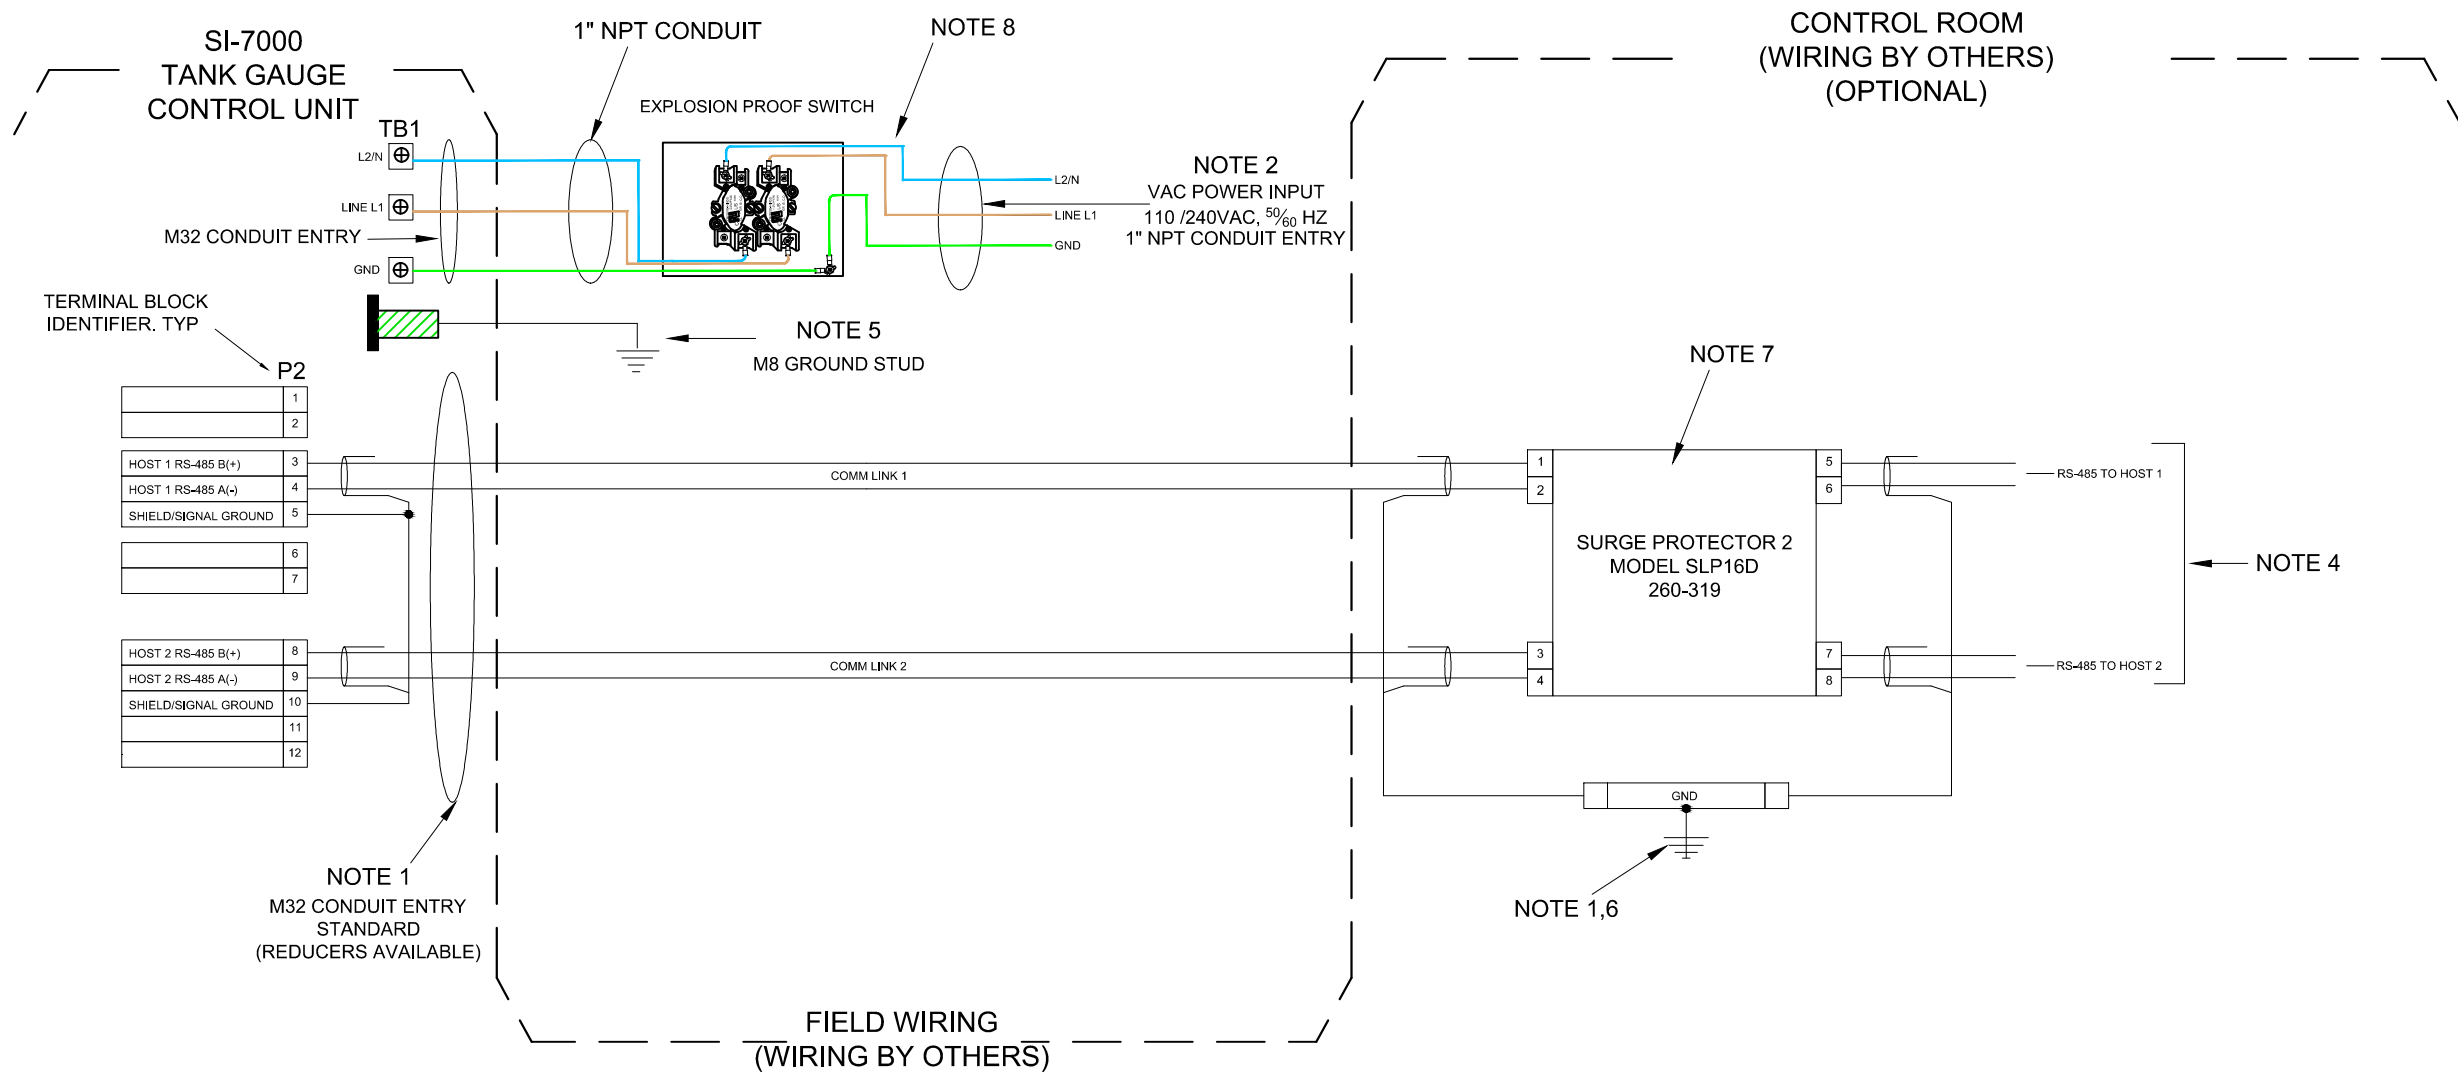 SI-7000
TANK GAUGE
CONTROL UNIT
1" NPT CONDUIT
NOTE 8
CONTROL ROOM
(WIRING BY OTHERS)
(OPTIONAL)
EXPLOSION PROOF SWITCH
TB1
L2/N
LINE L1
M32 CONDUIT ENTRY
GND
L2/N
LINE L1
GND
NOTE 2
VAC POWER INPUT
110 /240VAC, 50/60 HZ
1" NPT CONDUIT ENTRY
TERMINAL BLOCK
IDENTIFIER. TYP
NOTE 5
M8 GROUND STUD
P2
1
2
HOST 1 RS-485 B(+) 3
HOST 1 RS-485 A(-) 4
SHIELD/SIGNAL GROUND 5
6
7
HOST 2 RS-485 B(+) 8
HOST 2 RS-485 A(-) 9
SHIELD/SIGNAL GROUND 10
11
12
COMM LINK 1
COMM LINK 2
NOTE 7
1
2
3
4
SURGE PROTECTOR 2
MODEL SLP16D
260-319
5
6
7
8
RS-485 TO HOST 1
RS-485 TO HOST 2
NOTE 4
GND
NOTE 1,6
NOTE 1
M32 CONDUIT ENTRY
STANDARD
(REDUCERS AVAILABLE)
FIELD WIRING
(WIRING BY OTHERS)